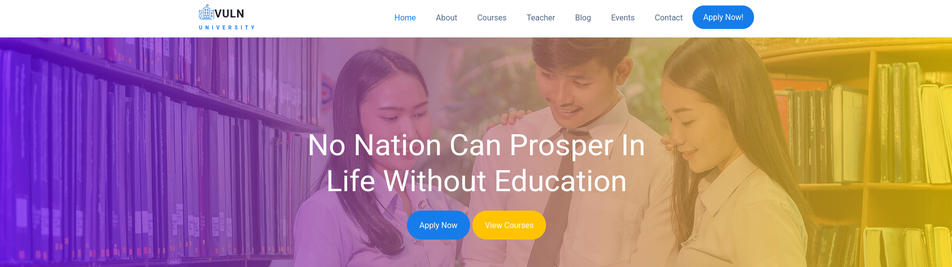 VULN
UNIVERSITY
Home About Courses Teacher Blog Events Contact Apply Now!
No Nation Can Prosper In
Life Without Education
Apply Now View Courses